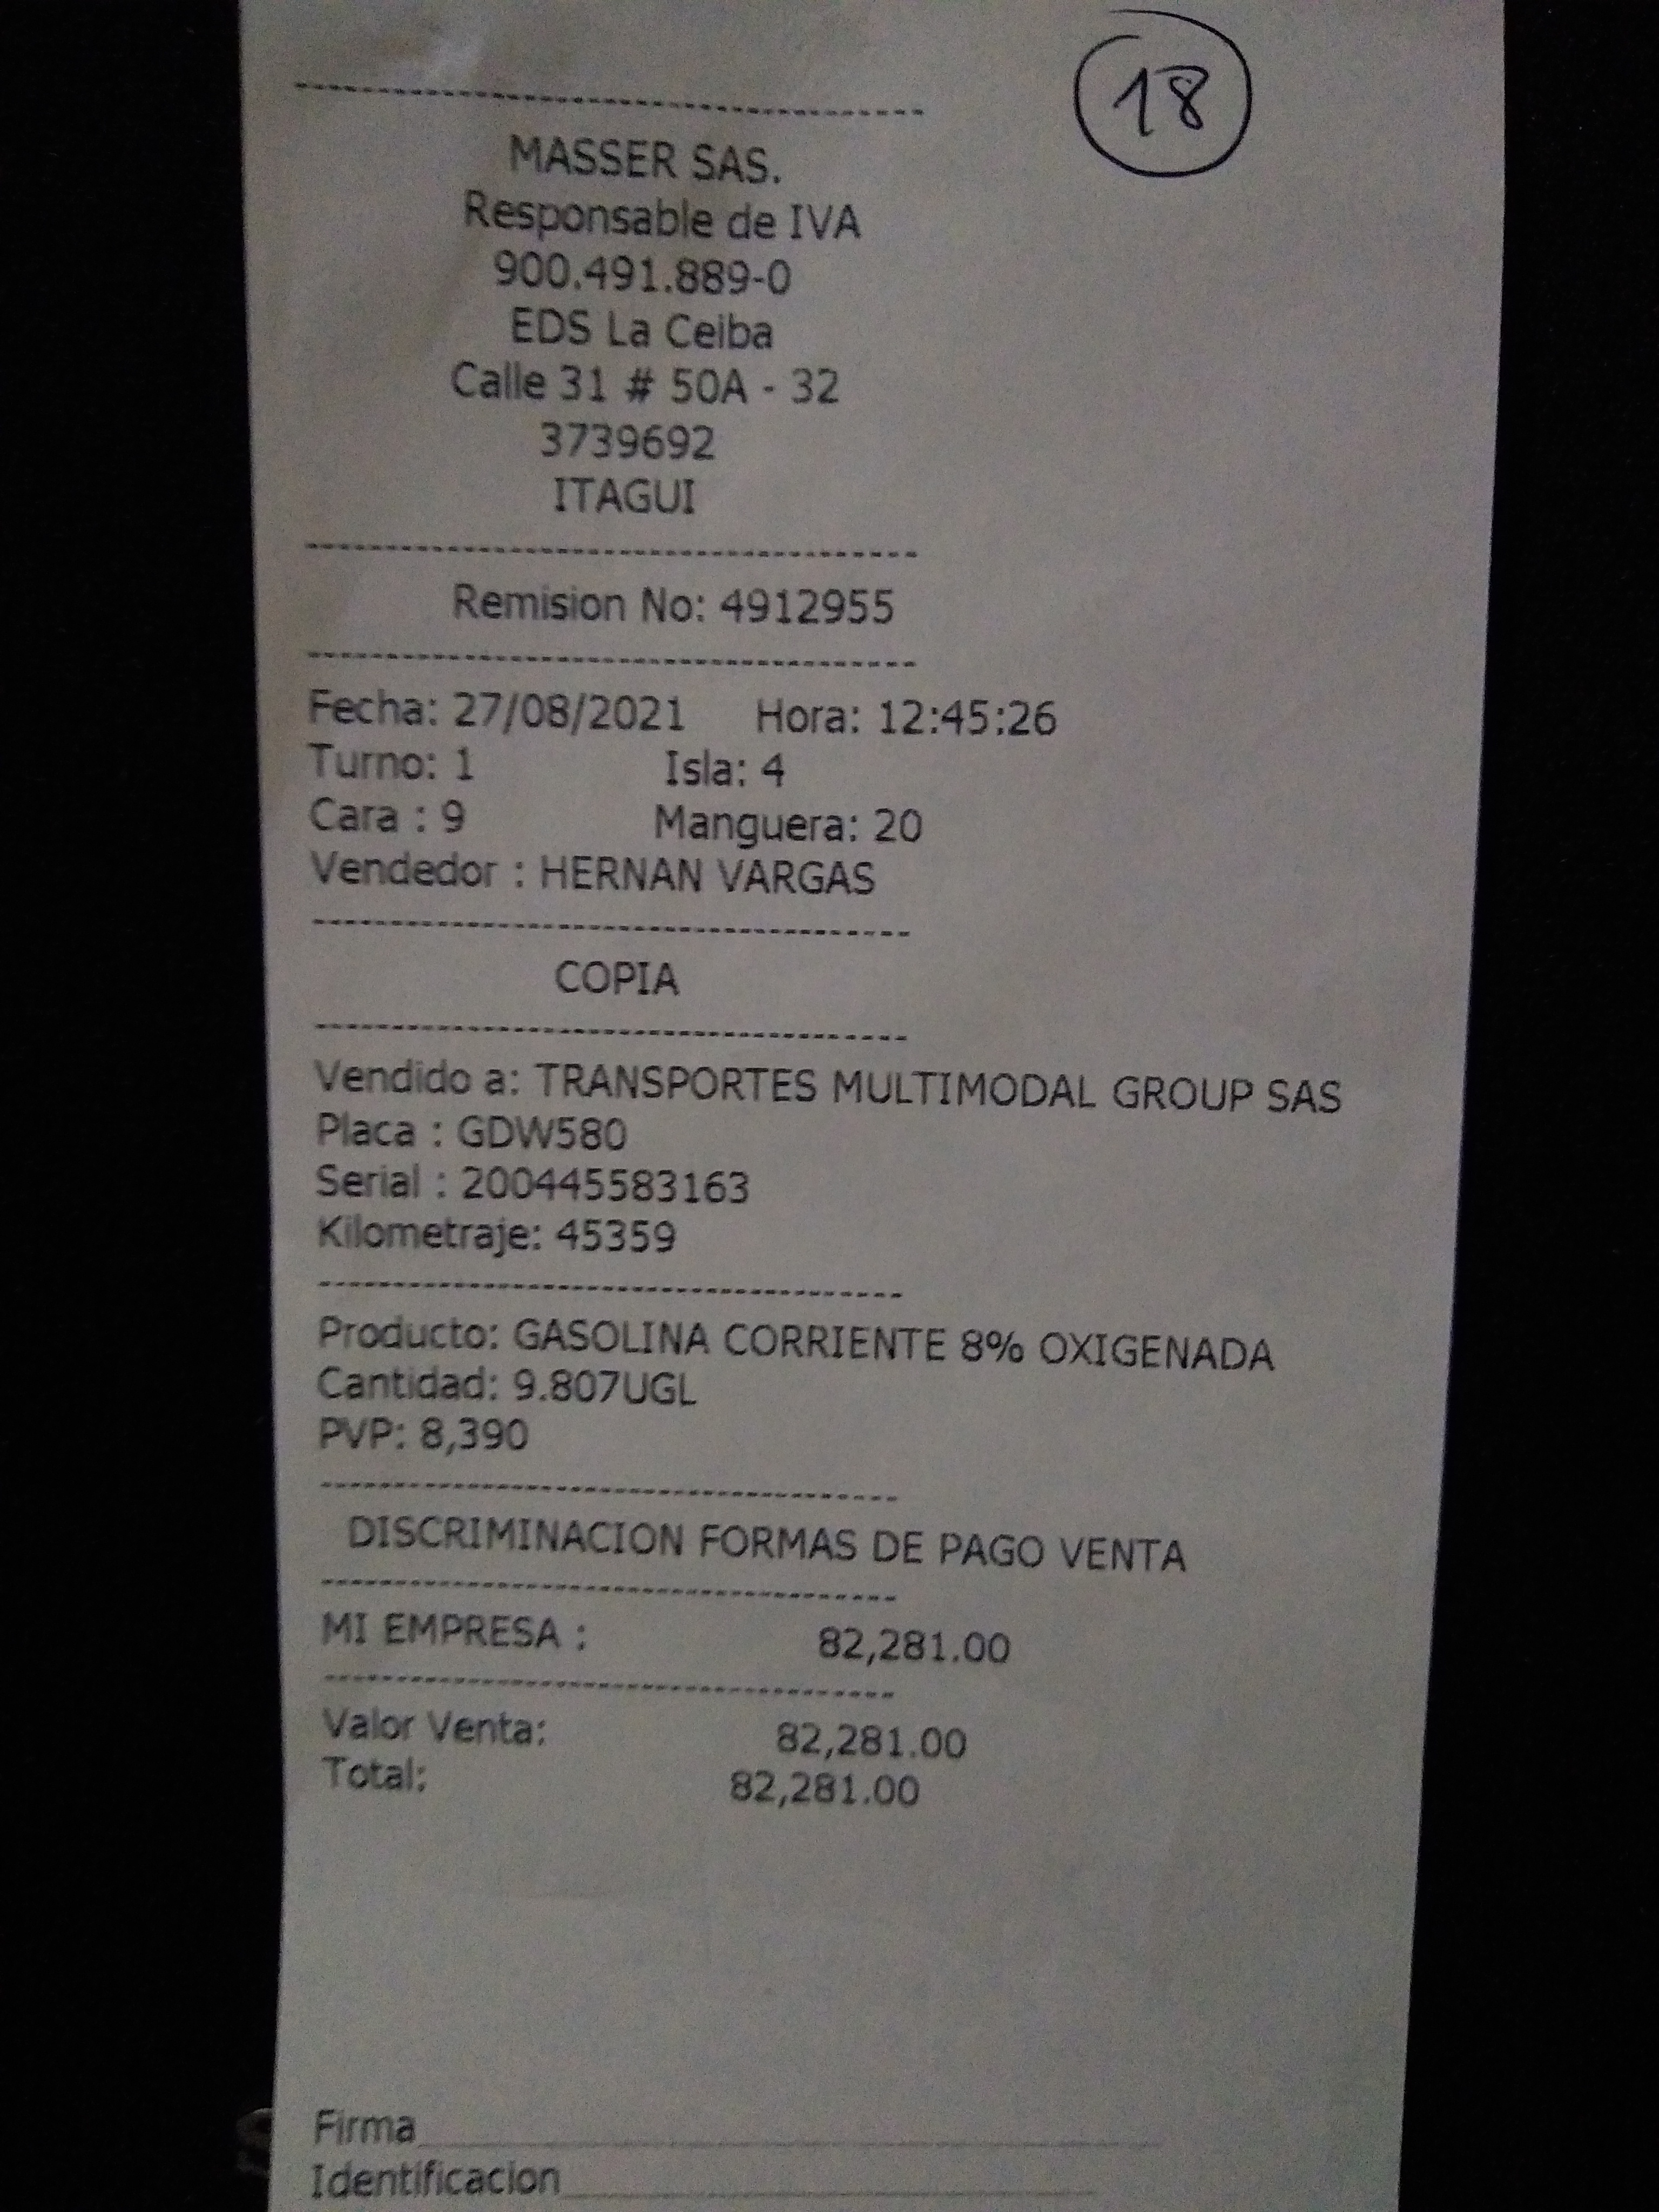 18
MASSER SAS.
Responsable de IVA
900.491.889-0
EDS La Ceiba
Calle 31 # 50A - 32
3739692
ITAGUI
Remision No: 4912955
Fecha: 27/08/2021 Hora: 12:45:26
Turno: 1 Isla: 4
Cara : 9 Manguera: 20
Vendedor : HERNAN VARGAS
COPIA
Vendido a: TRANSPORTES MULTIMODAL GROUP SAS
Placa : GDW580
Serial : 200445583163
Kilometraje: 45359
Producto: GASOLINA CORRIENTE 8% OXIGENADA
Cantidad: 9.807UGL
PVP: 8,390
DISCRIMINACION FORMAS DE PAGO VENTA
MI EMPRESA : 82,281.00
Valor Venta: 82,281.00
Total: 82,281.00
Firma
Identificacion